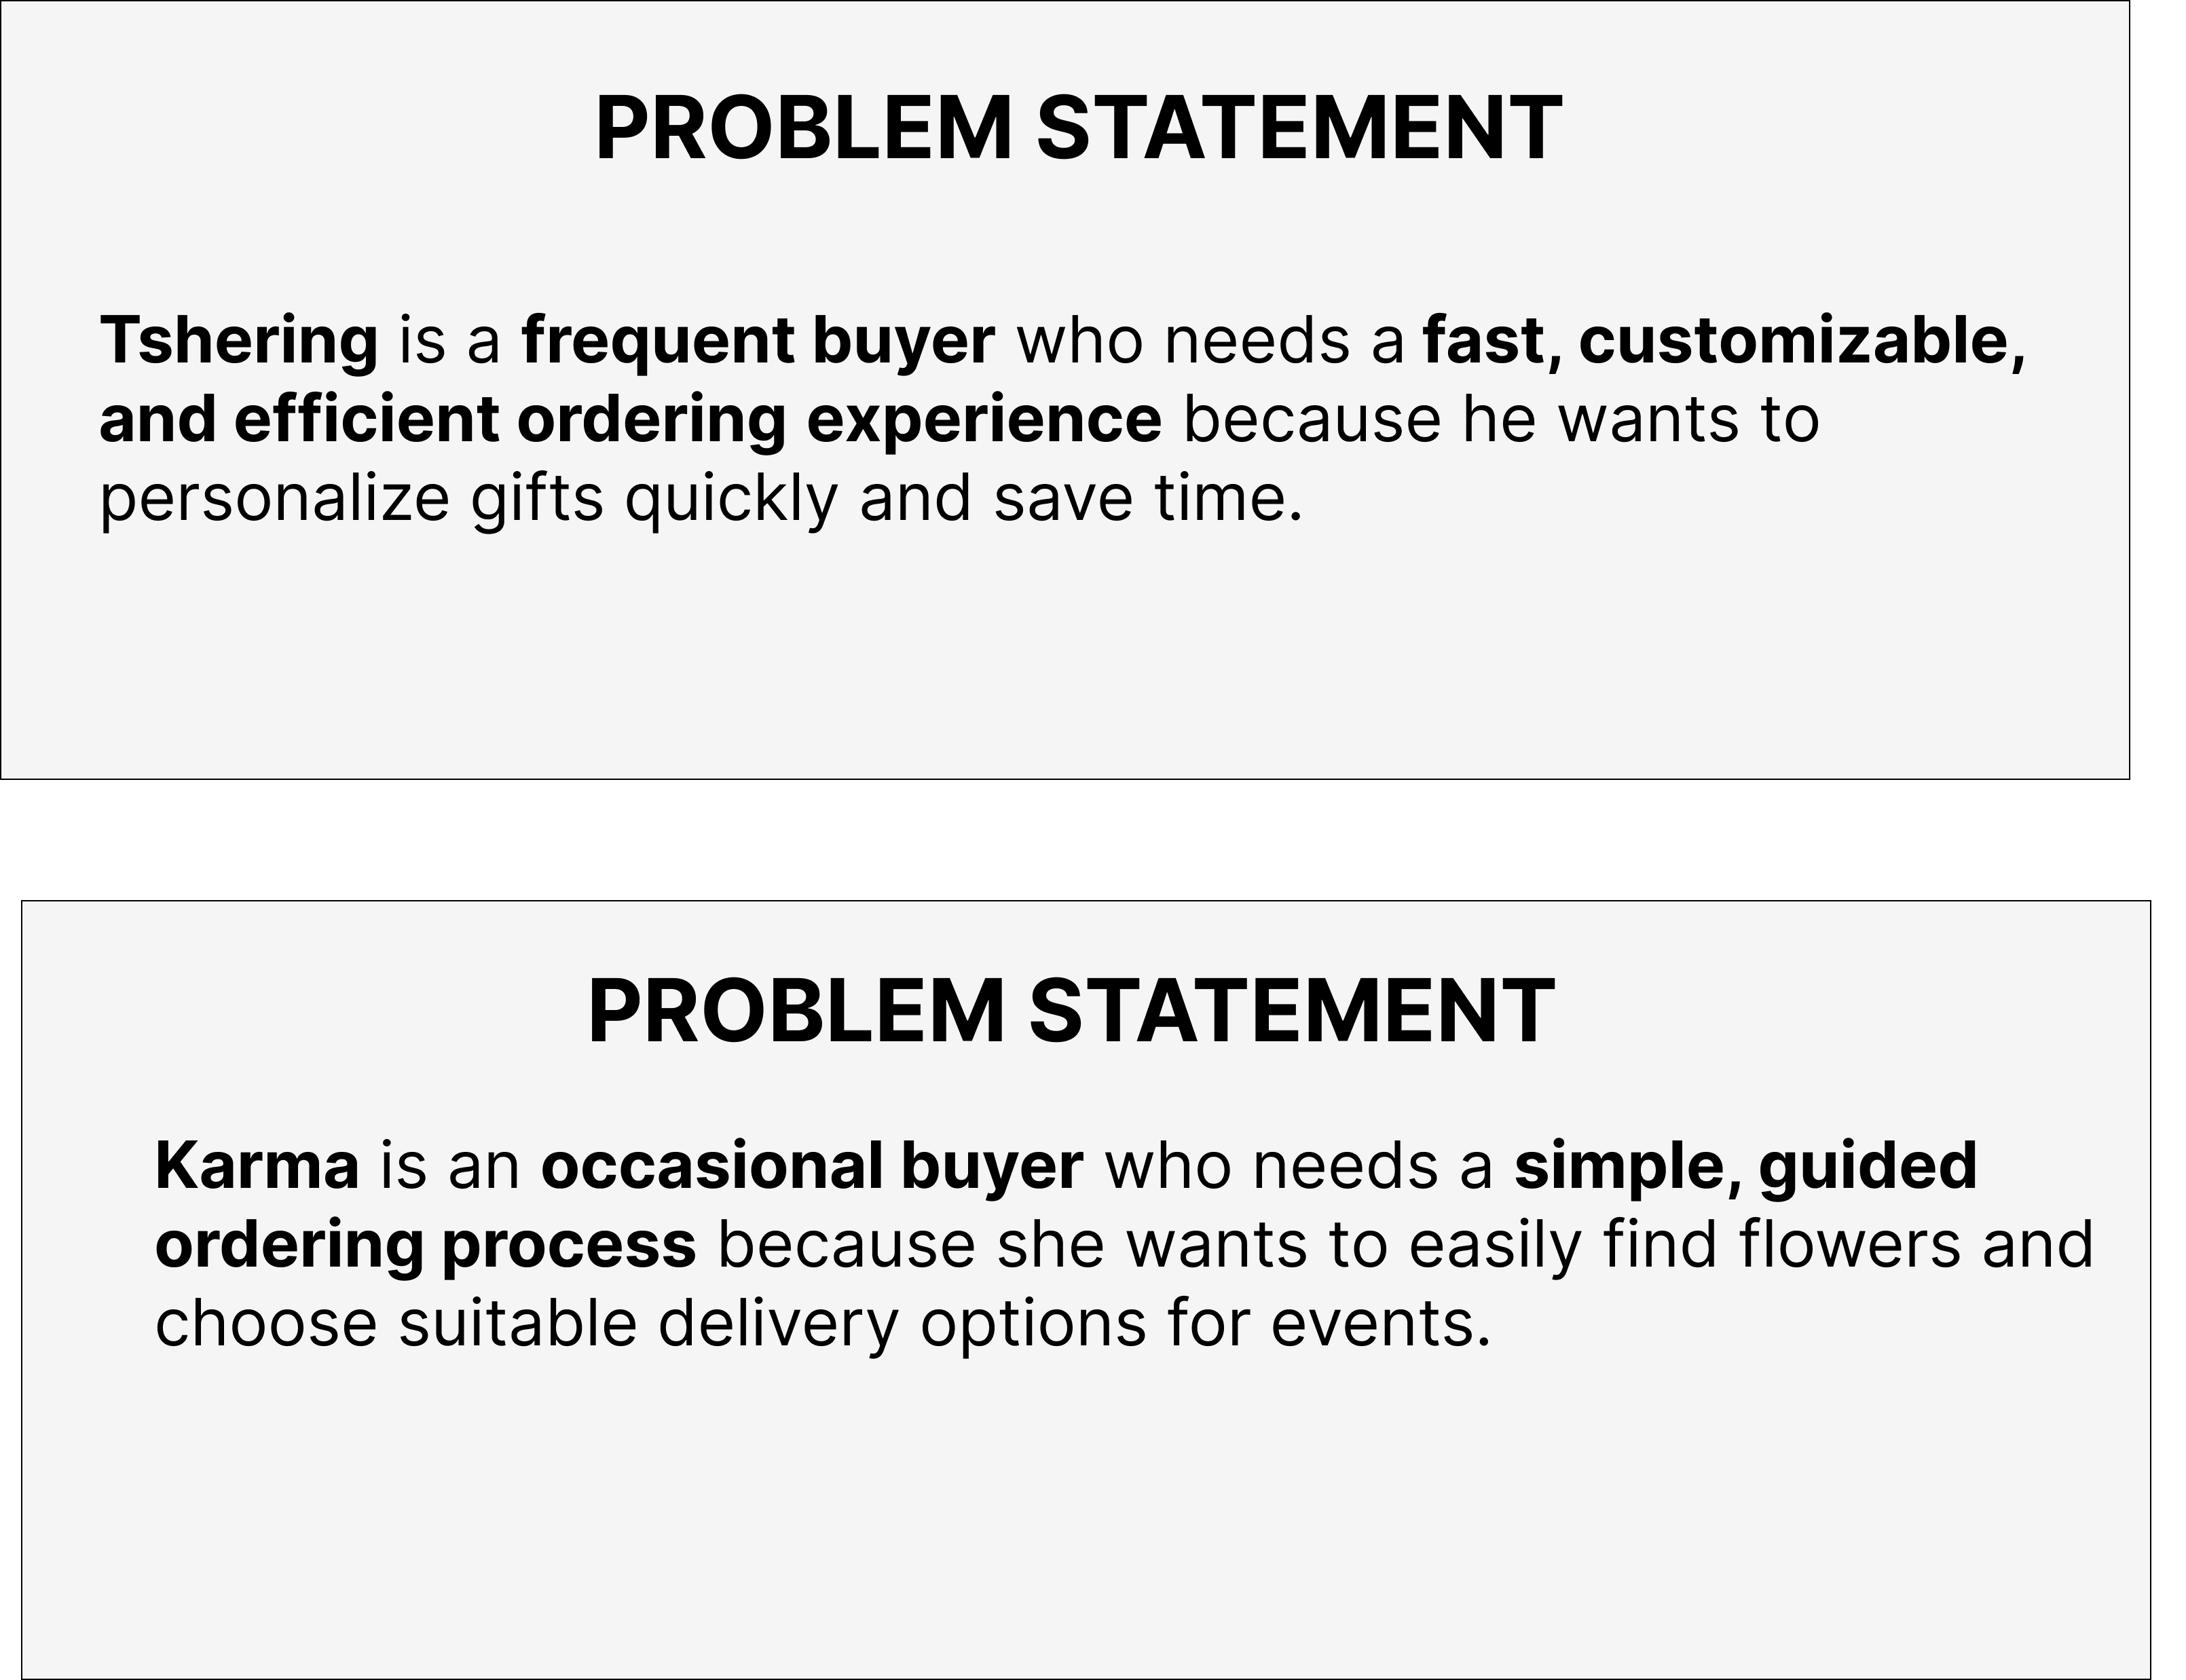 PROBLEM STATEMENT
Tshering is a frequent buyer who needs a fast, customizable,
and efficient ordering experience because he wants to
personalize gifts quickly and save time.
PROBLEM STATEMENT
Karma is an occasional buyer who needs a simple, guided
ordering process because she wants to easily find flowers and
choose suitable delivery options for events.